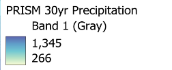 PRISM 30yr Precipitation
Band 1 (Gray)
1,345
266